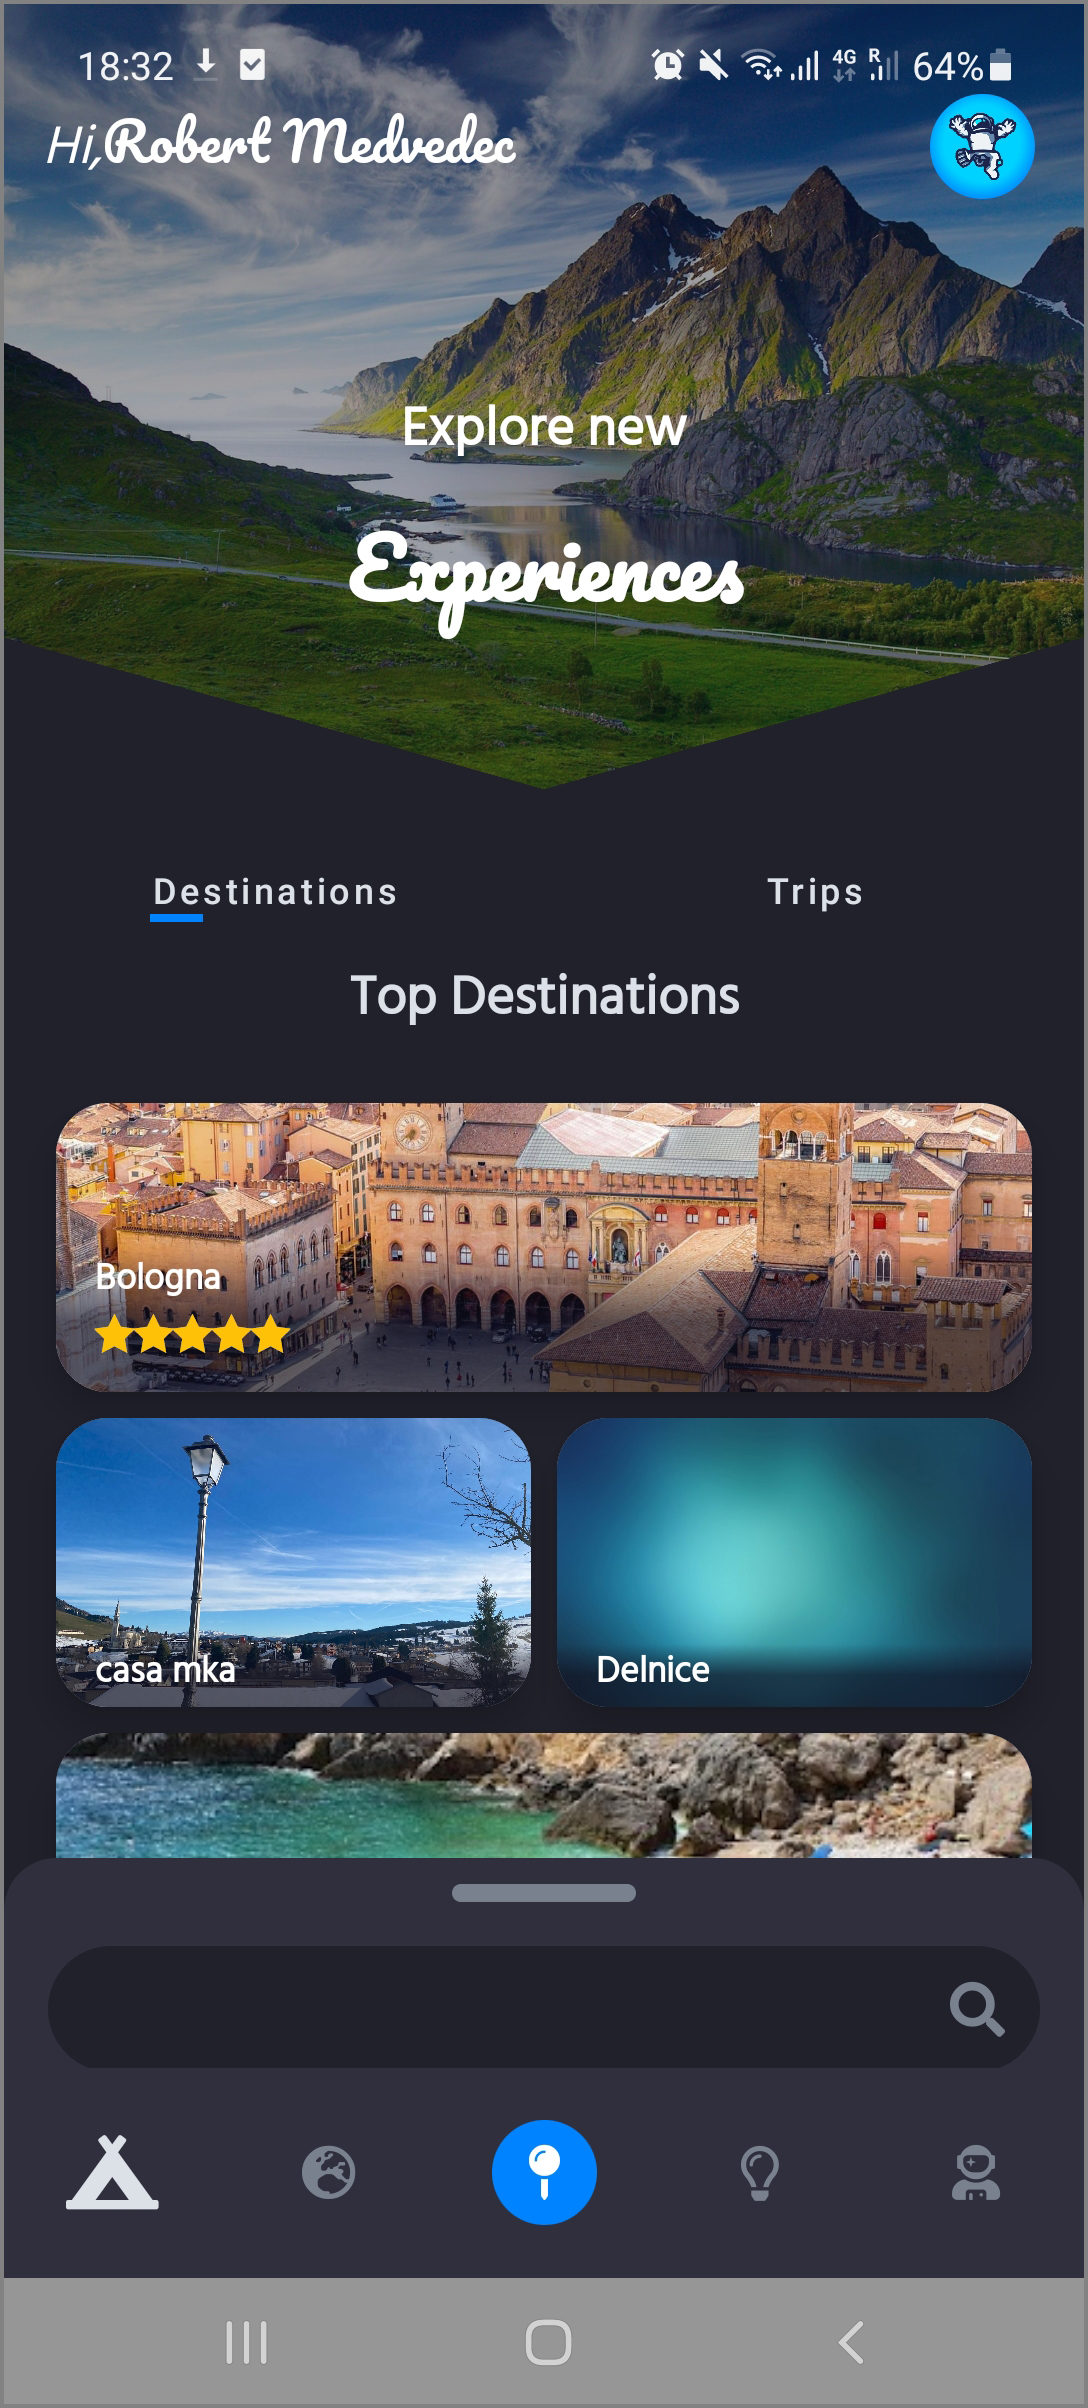 18:32
4G
R
64%
Hi,Robert Medvedec
Explore new
Experiences
Destinations
Trips
Top Destinations
Bologna
casa mka
Delnice